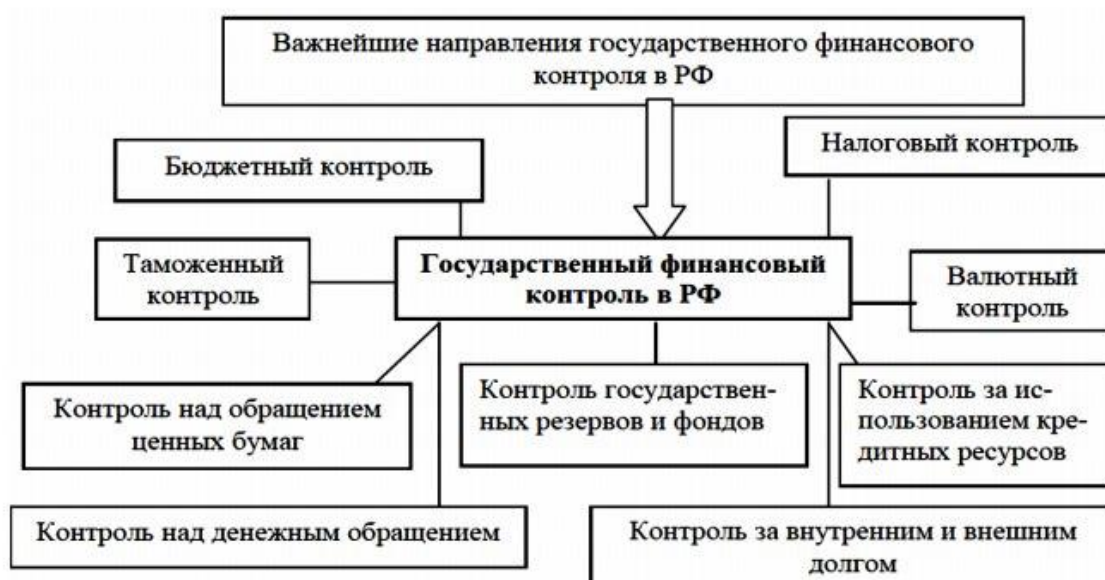 Важнейшие направления государственного финансового
контроля в РФ
Бюджетный контроль
Налоговый контроль
Таможенный
контроль
Государственный финансовый
контроль в РФ
Валютный
контроль
Контроль над обращением
ценных бумаг
Контроль государствен-
ных резервов и фондов
Контроль за ис-
пользованием кре-
дитных ресурсов
Контроль над денежным обращением
Контроль за внутренним и внешним
долгом